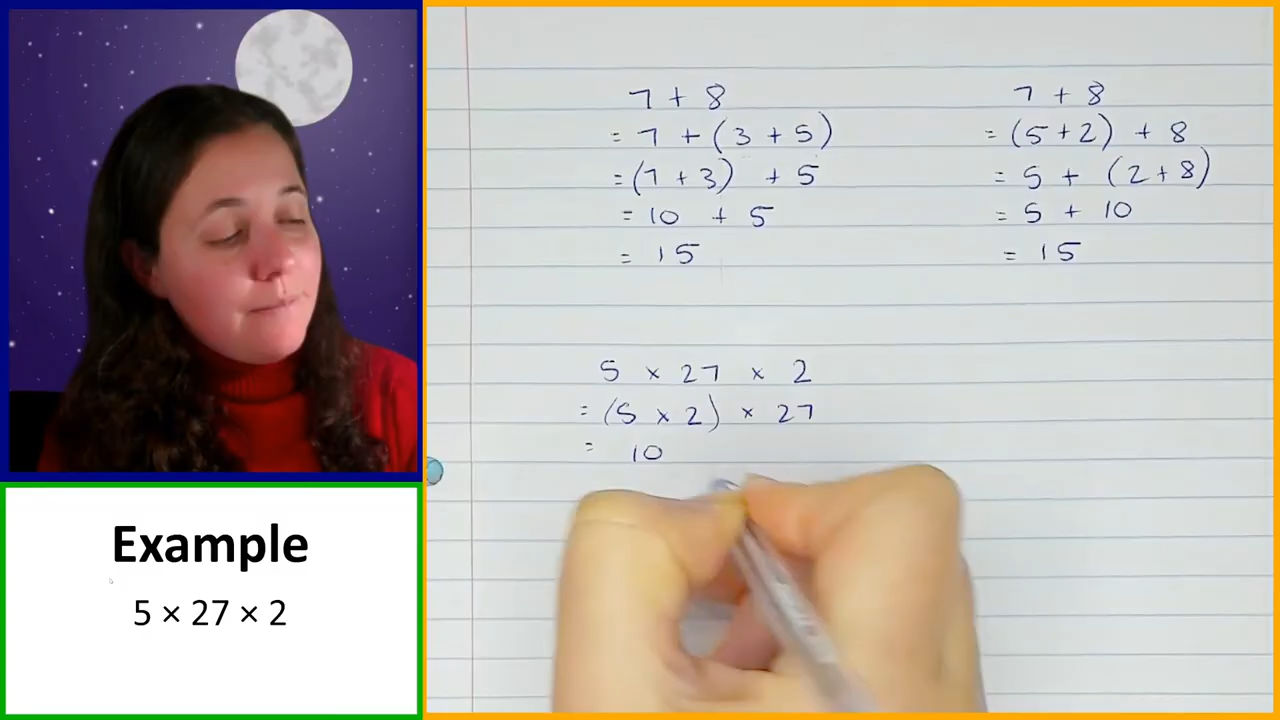 7 + 8
= 7 + (3 + 5)
= (7 + 3) + 5
= 10 + 5
= 15
7 + 8
= (5+2) + 8
= 5 + (2+8)
= 5 + 10
= 15
5 × 27 × 2
= (5 × 2) × 27
= 10
Example
5 × 27 × 2